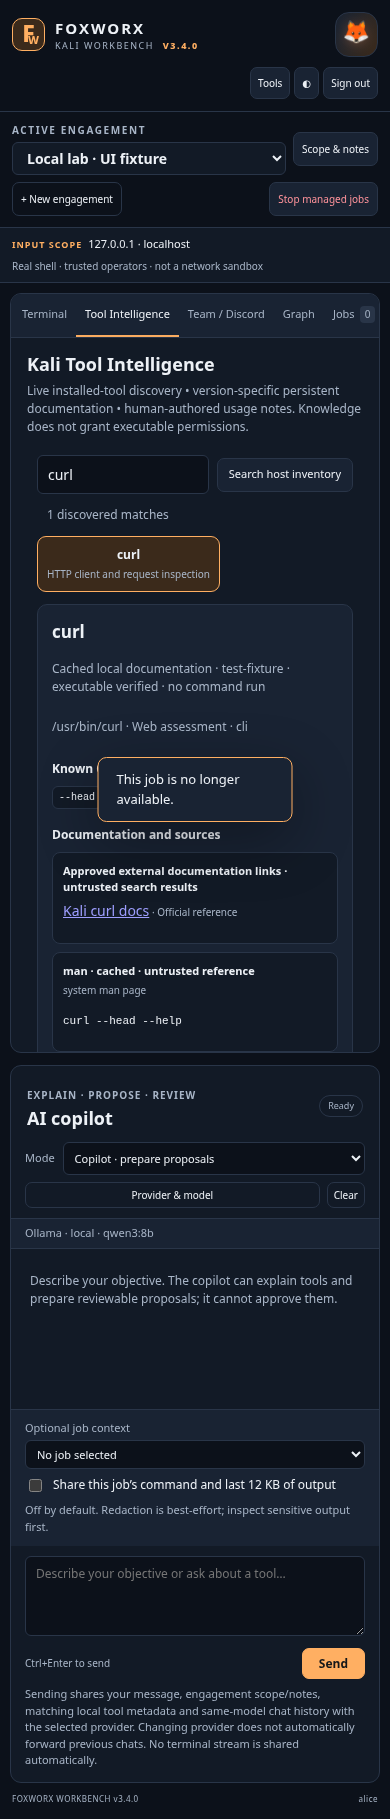 FW
FOXWORX
KALI WORKBENCH V3.4.0
Tools
Sign out
ACTIVE ENGAGEMENT
Local lab · UI fixture
Scope & notes
+ New engagement
Stop managed jobs
INPUT SCOPE 127.0.0.1 · localhost
Real shell · trusted operators · not a network sandbox
Terminal Tool Intelligence Team / Discord Graph Jobs 0
Kali Tool Intelligence
Live installed-tool discovery • version-specific persistent
documentation • human-authored usage notes. Knowledge
does not grant executable permissions.
curl
Search host inventory
1 discovered matches
curl
HTTP client and request inspection
curl
Cached local documentation · test-fixture ·
executable verified · no command run
/usr/bin/curl · Web assessment · cli
Known
--head
This job is no longer
available.
Documentation and sources
Approved external documentation links ·
untrusted search results
Kali curl docs · Official reference
man · cached · untrusted reference
system man page
curl --head --help
EXPLAIN · PROPOSE · REVIEW
AI copilot
Ready
Mode Copilot · prepare proposals
Provider & model
Clear
Ollama · local · qwen3:8b
Describe your objective. The copilot can explain tools and
prepare reviewable proposals; it cannot approve them.
Optional job context
No job selected
Share this job's command and last 12 KB of output
Off by default. Redaction is best-effort; inspect sensitive output
first.
Describe your objective or ask about a tool...
Ctrl+Enter to send
Send
Sending shares your message, engagement scope/notes,
matching local tool metadata and same-model chat history with
the selected provider. Changing provider does not automatically
forward previous chats. No terminal stream is shared
automatically.
FOXWORX WORKBENCH v3.4.0
alice